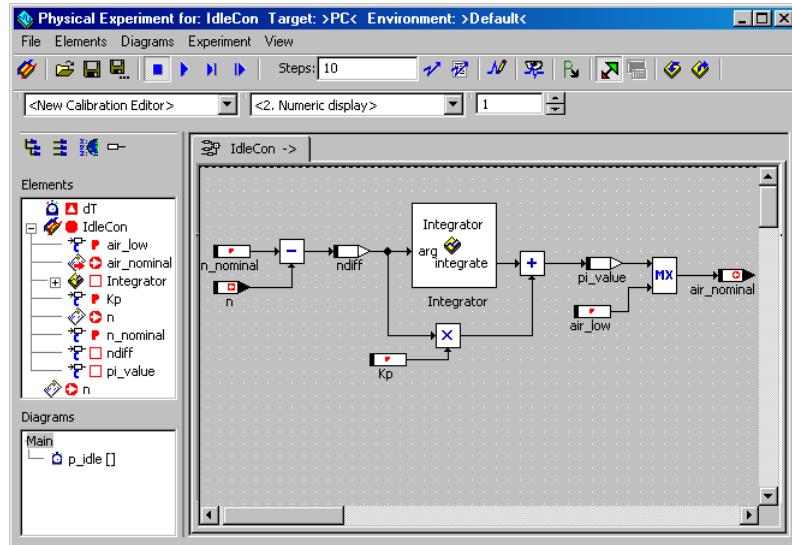 Physical Experiment for: IdleCon Target: >PC< Environment: >Default<
File Elements Diagrams Experiment View
Steps: 10
<New Calibration Editor> <2. Numeric display> 1
IdleCon ->
Elements
dT
IdleCon
air_low
air_nominal
Integrator
Kp
n
n_nominal
ndiff
pi_value
n
Diagrams
Main
p_idle []
Integrator
arg
integrate
Integrator
n_nominal
n
ndiff
pi_value
MX
air_nominal
air_low
Kp